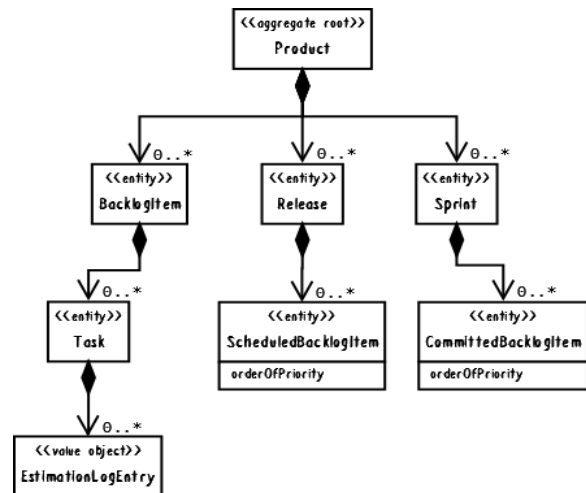 <<aggregate root>>
Product
0..*
0..*
0..*
<<entity>>
BacklogItem
<<entity>>
Release
<<entity>>
Sprint
0..*
0..*
0..*
<<entity>>
Task
<<entity>>
ScheduledBacklogItem
orderOfPriority
<<entity>>
CommittedBacklogItem
orderOfPriority
0..*
<<value object>>
EstimationLogEntry